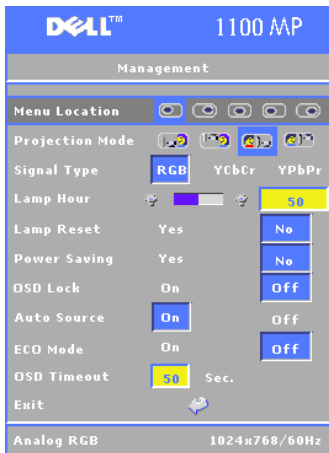 DELL™ 1100 MP
Management
Menu Location
Projection Mode
Signal Type RGB YCbCr YPbPr
Lamp Hour 50
Lamp Reset Yes No
Power Saving Yes No
OSD Lock On Off
Auto Source On Off
ECO Mode On Off
OSD Timeout 50 Sec.
Exit
Analog RGB 1024x768/60Hz